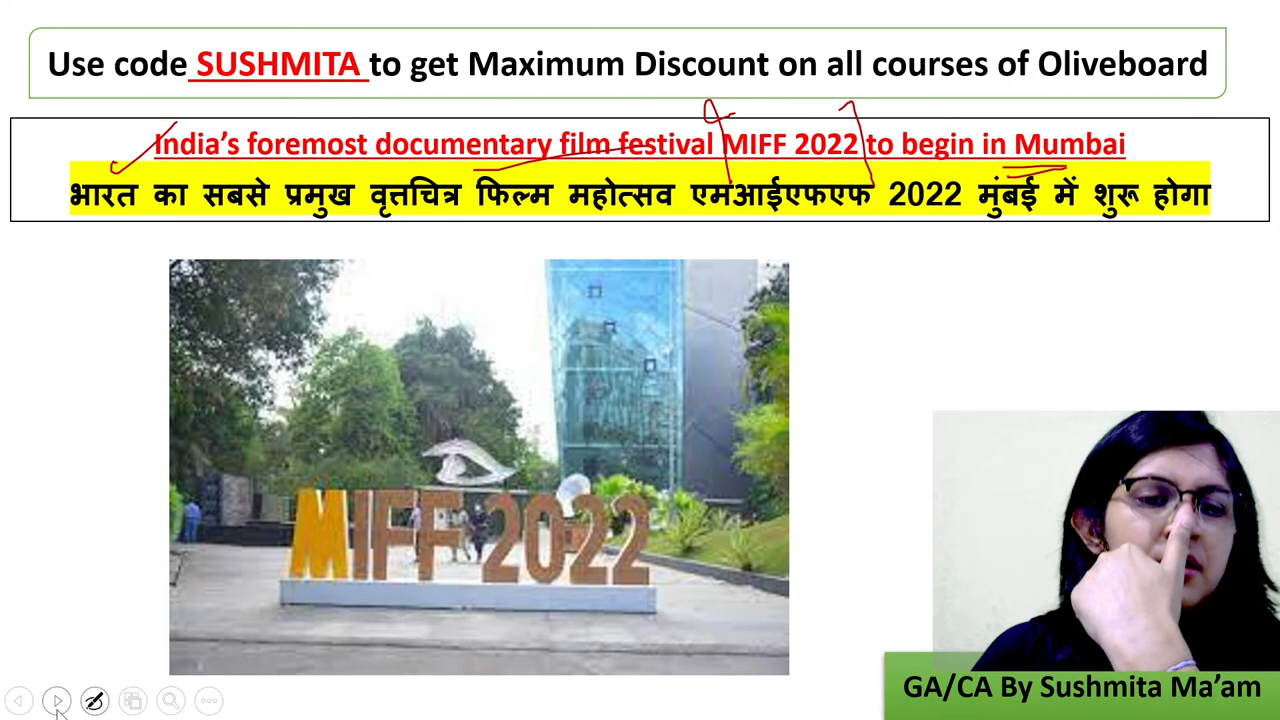 Use code SUSHMITA to get Maximum Discount on all courses of Oliveboard
India's foremost documentary film festival MIFF 2022 to begin in Mumbai
भारत का सबसे प्रमुख वृत्तचित्र फिल्म महोत्सव एमआईएफएफ 2022 मुंबई में शुरू होगा
MIFF 2022
GA/CA By Sushmita Ma'am